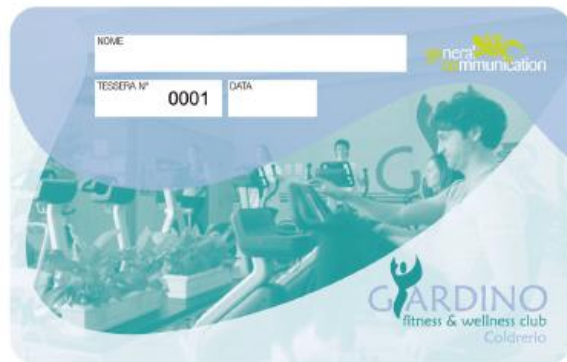 NOME
TESSERA N°
0001
DATA
general
communication
GIARDINO
fitness & wellness club
Coldrerio